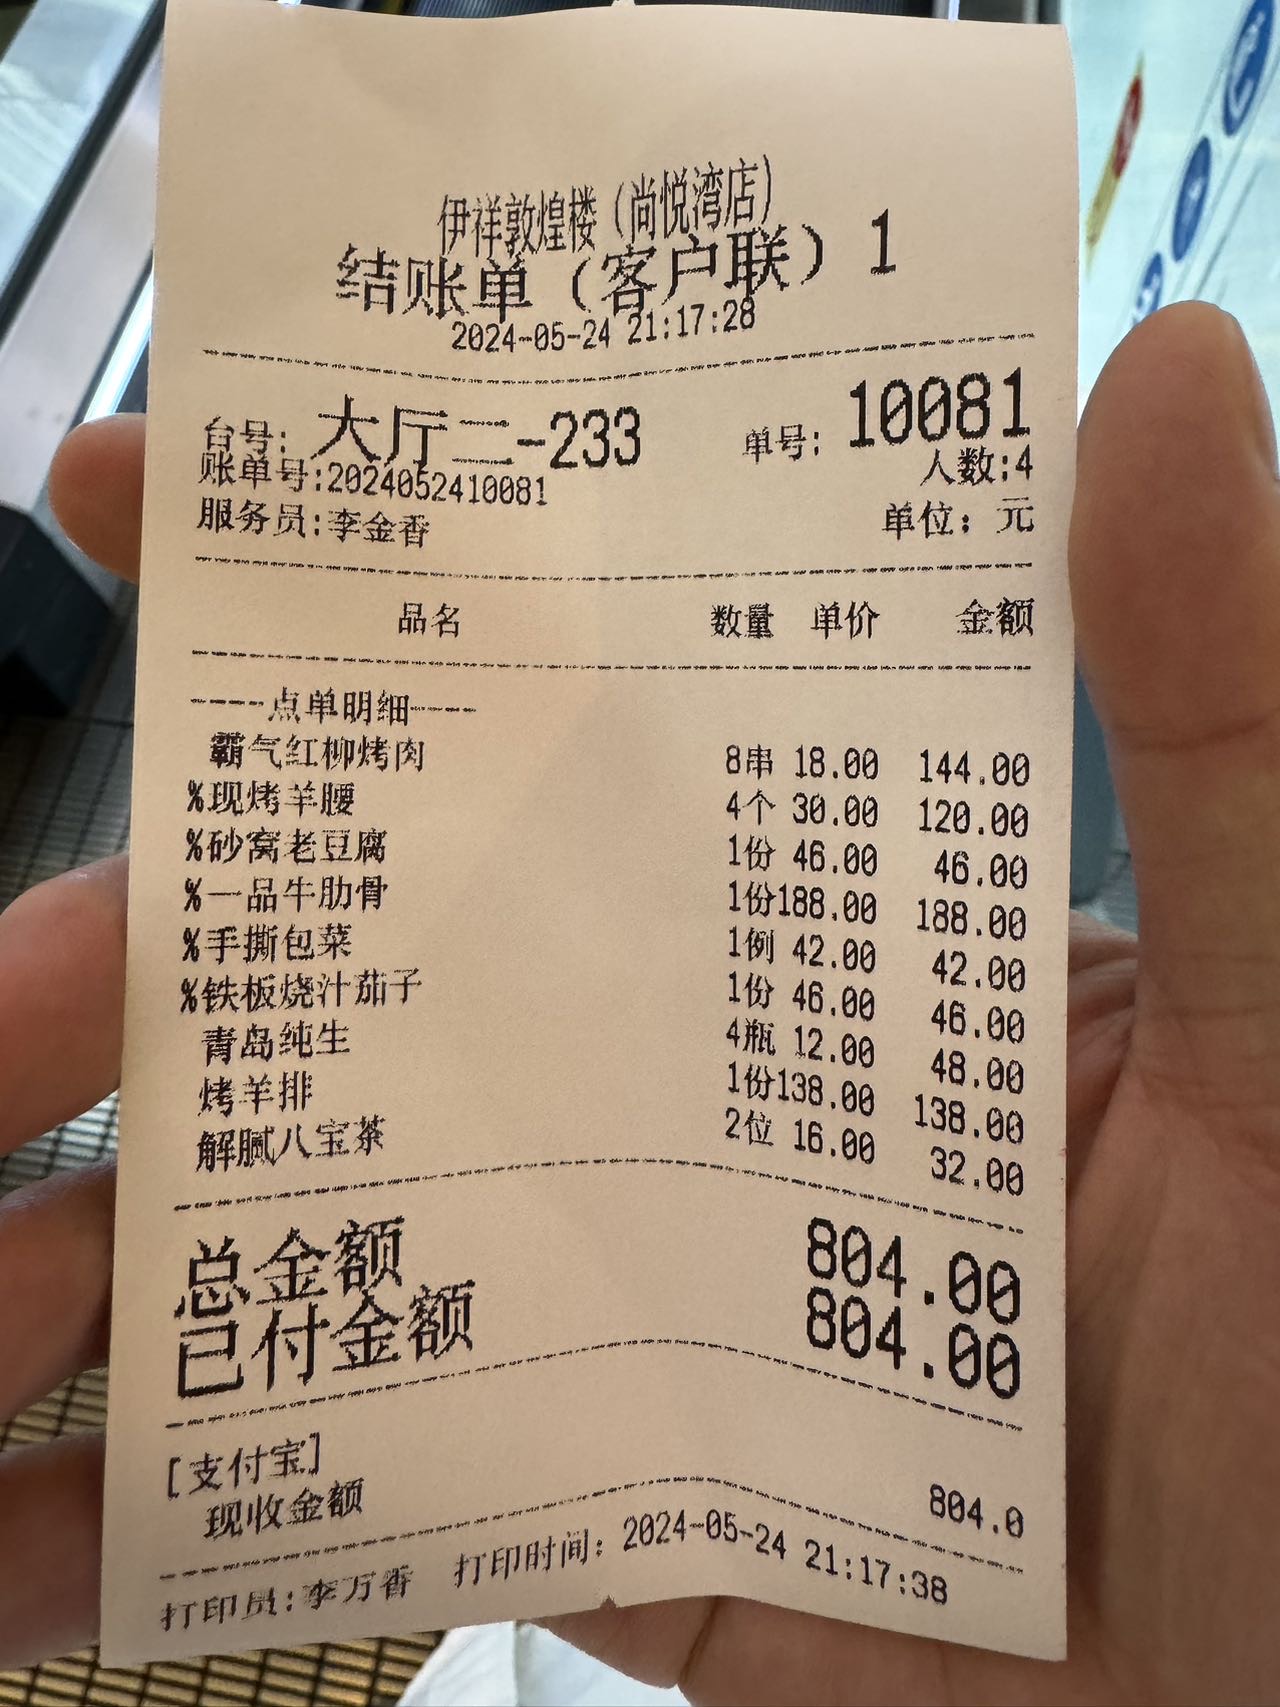 伊祥敦煌楼（尚悦湾店）
结账单（客户联）1
2024-05-24 21:17:28
台号: 大厅二-233 单号: 10081
账单号:2024052410081 人数:4
服务员:李金香 单位: 元
品名 数量 单价 金额
----点单明细----
霸气红柳烤肉 8串 18.00 144.00
%现烤羊腰 4个 30.00 120.00
%砂窝老豆腐 1份 46.00 46.00
%一品牛肋骨 1份188.00 188.00
%手撕包菜 1例 42.00 42.00
%铁板烧汁茄子 1份 46.00 46.00
青岛纯生 4瓶 12.00 48.00
烤羊排 1份138.00 138.00
解腻八宝茶 2位 16.00 32.00
总金额 804.00
已付金额 804.00
[支付宝]
现收金额 804.0
打印员:李万香 打印时间: 2024-05-24 21:17:38